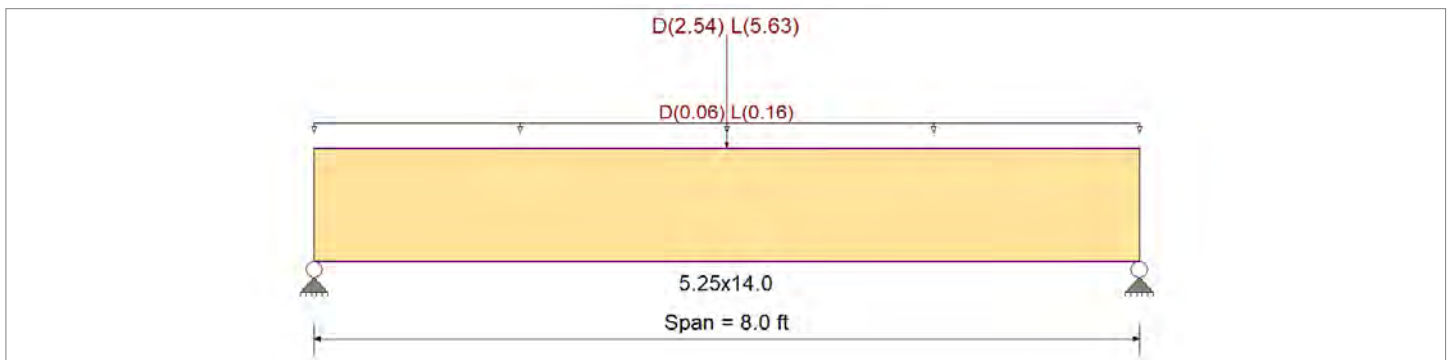 D(2.54) L(5.63)
D(0.06) L(0.16)
5.25x14.0
Span = 8.0 ft